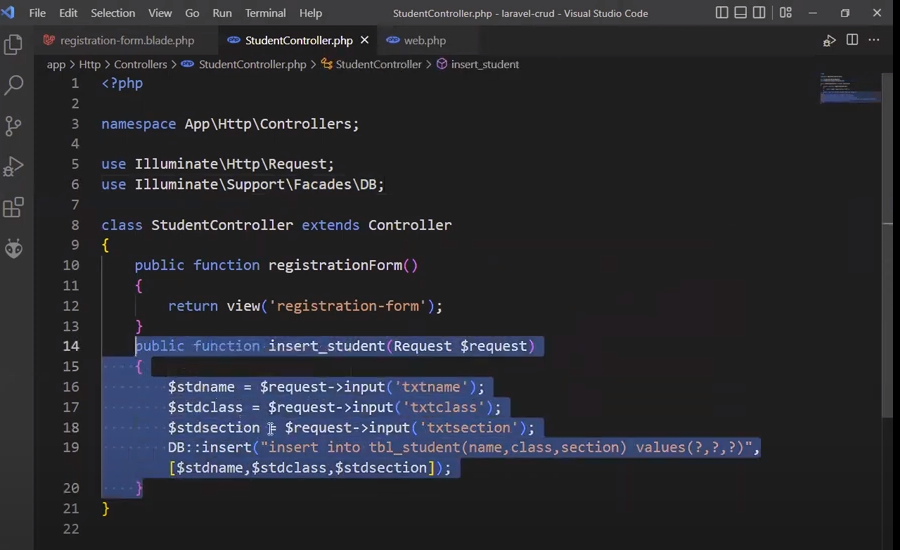 File Edit Selection View Go Run Terminal Help StudentController.php - laravel-crud - Visual Studio Code
registration-form.blade.php StudentController.php web.php
app > Http > Controllers > StudentController.php > StudentController > insert_student
1 <?php
2
3 namespace App\Http\Controllers;
4
5 use Illuminate\Http\Request;
6 use Illuminate\Support\Facades\DB;
7
8 class StudentController extends Controller
9 {
10 public function registrationForm()
11 {
12 return view('registration-form');
13 }
14 public function insert_student(Request $request)
15 {
16 $stdname = $request->input('txtname');
17 $stdclass = $request->input('txtclass');
18 $stdsection = $request->input('txtsection');
19 DB::insert("insert into tbl_student(name,class,section) values(?,?,?)",
[$stdname,$stdclass,$stdsection]);
20 }
21 }
22